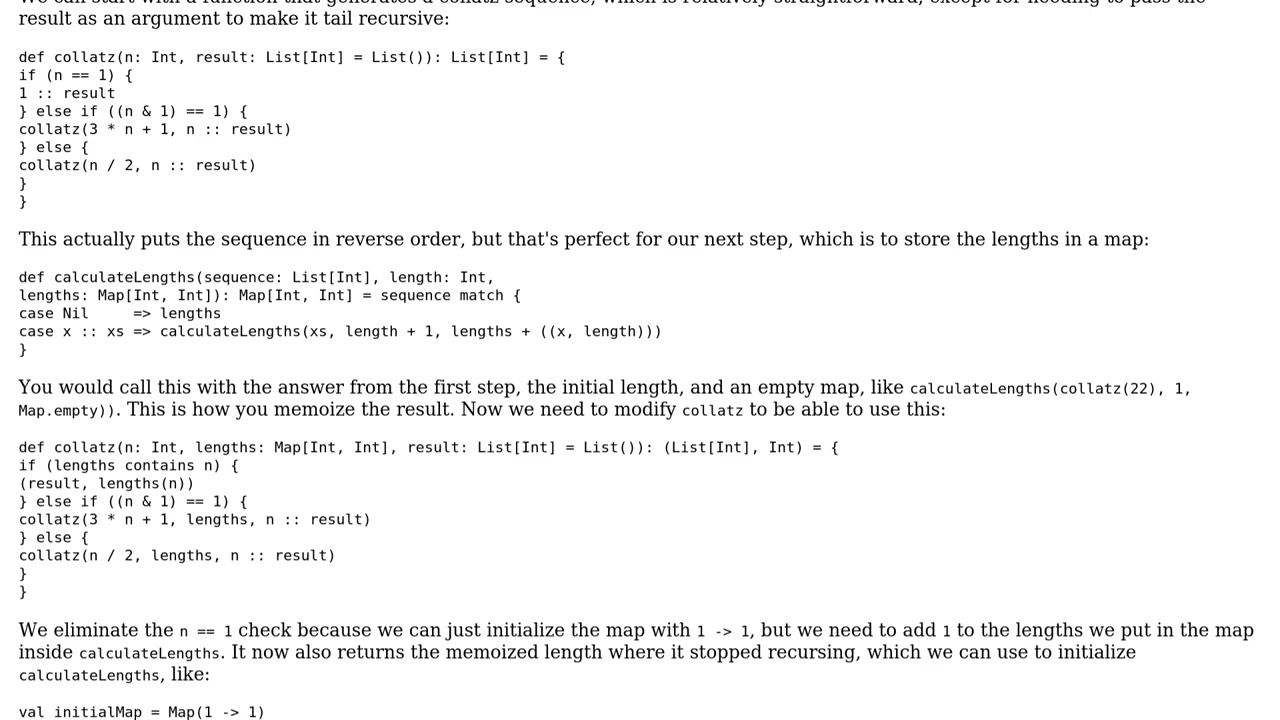 result as an argument to make it tail recursive:
def collatz(n: Int, result: List[Int] = List()): List[Int] = {
if (n == 1) {
1 :: result
} else if ((n & 1) == 1) {
collatz(3 * n + 1, n :: result)
} else {
collatz(n / 2, n :: result)
}
}
This actually puts the sequence in reverse order, but that's perfect for our next step, which is to store the lengths in a map:
def calculateLengths(sequence: List[Int], length: Int,
lengths: Map[Int, Int]): Map[Int, Int] = sequence match {
case Nil     => lengths
case x :: xs => calculateLengths(xs, length + 1, lengths + ((x, length)))
}
You would call this with the answer from the first step, the initial length, and an empty map, like calculateLengths(collatz(22), 1,
Map.empty)). This is how you memoize the result. Now we need to modify collatz to be able to use this:
def collatz(n: Int, lengths: Map[Int, Int], result: List[Int] = List()): (List[Int], Int) = {
if (lengths contains n) {
(result, lengths(n))
} else if ((n & 1) == 1) {
collatz(3 * n + 1, lengths, n :: result)
} else {
collatz(n / 2, lengths, n :: result)
}
}
We eliminate the n == 1 check because we can just initialize the map with 1 -> 1, but we need to add 1 to the lengths we put in the map
inside calculateLengths. It now also returns the memoized length where it stopped recursing, which we can use to initialize
calculateLengths, like:
val initialMap = Map(1 -> 1)